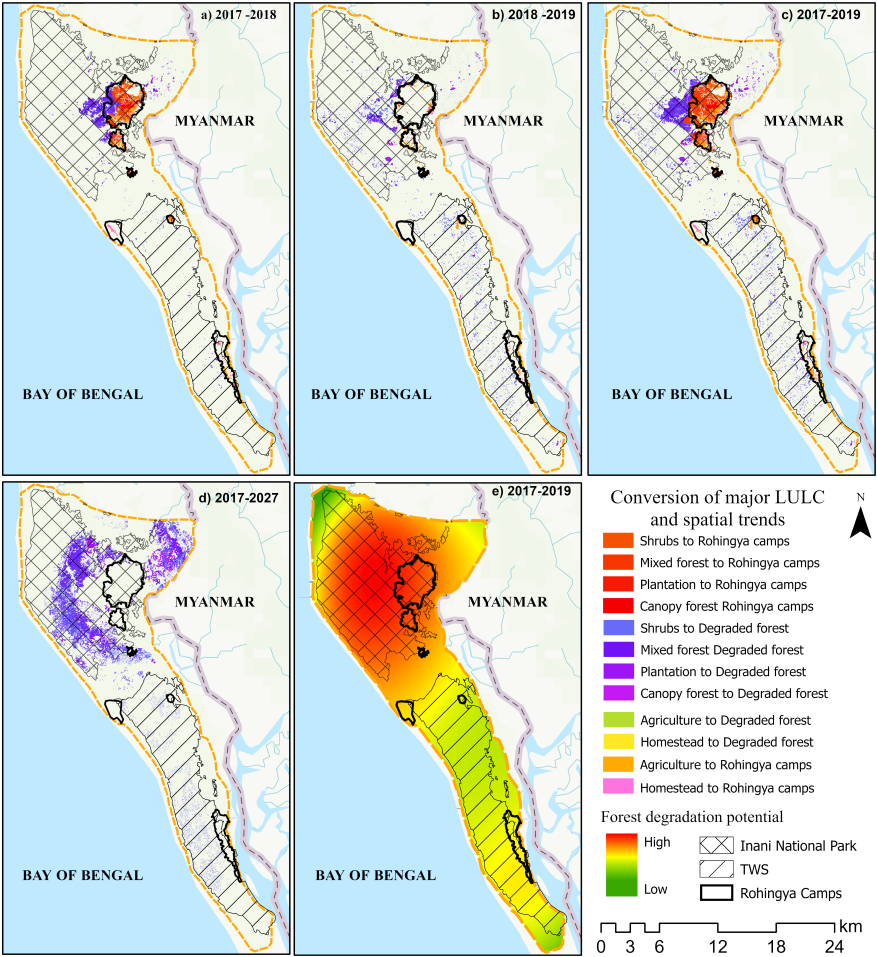 a) 2017 -2018
MYANMAR
BAY OF BENGAL
b) 2018 -2019
MYANMAR
BAY OF BENGAL
c) 2017-2019
MYANMAR
BAY OF BENGAL
d) 2017-2027
MYANMAR
BAY OF BENGAL
e) 2017-2019
MYANMAR
BAY OF BENGAL
Conversion of major LULC
and spatial trends
N
Shrubs to Rohingya camps
Mixed forest to Rohingya camps
Plantation to Rohingya camps
Canopy forest Rohingya camps
Shrubs to Degraded forest
Mixed forest Degraded forest
Plantation to Degraded forest
Canopy forest to Degraded forest
Agriculture to Degraded forest
Homestead to Degraded forest
Agriculture to Rohingya camps
Homestead to Rohingya camps
Forest degradation potential
High
Low
Inani National Park
TWS
Rohingya Camps
km
0 3 6 12 18 24